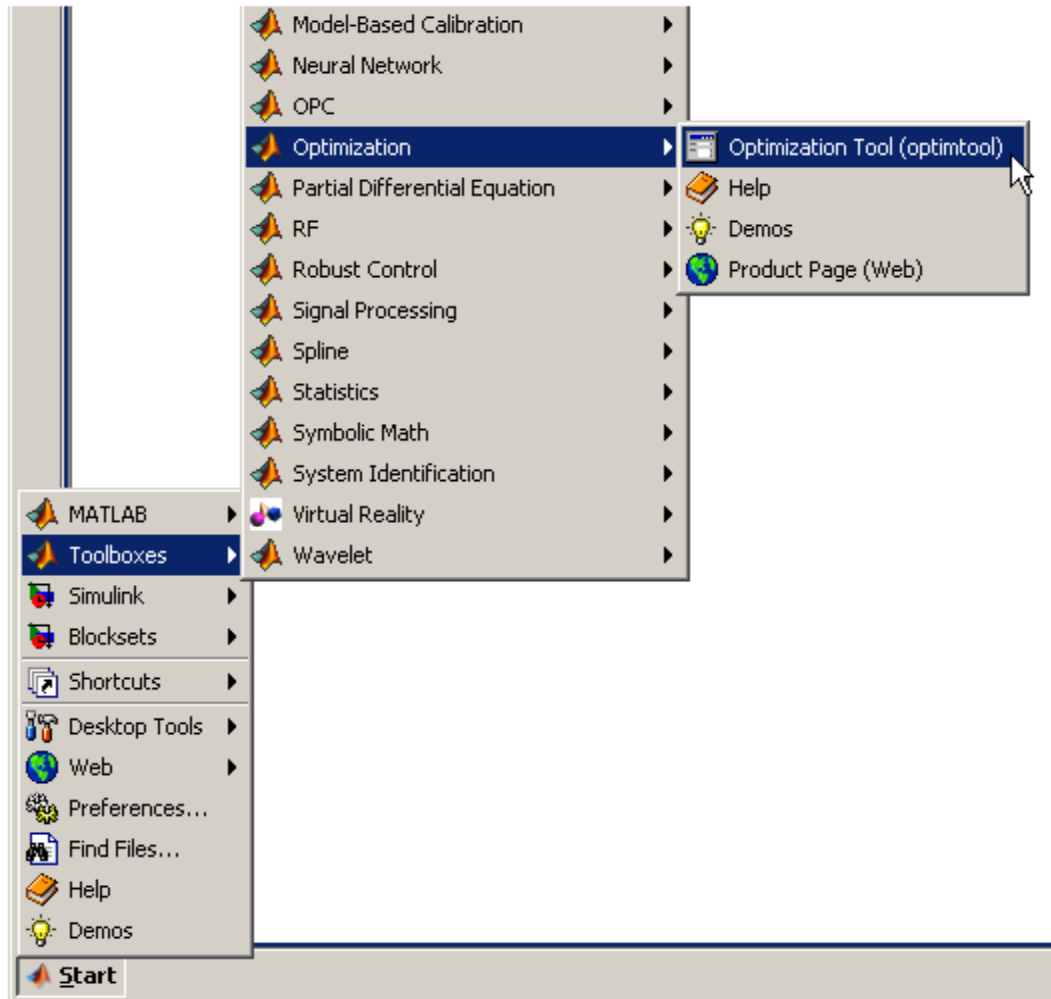 Model-Based Calibration
Neural Network
OPC
Optimization
Partial Differential Equation
RF
Robust Control
Signal Processing
Spline
Statistics
Symbolic Math
System Identification
Virtual Reality
Wavelet
Optimization Tool (optimtool)
Help
Demos
Product Page (Web)
MATLAB
Toolboxes
Simulink
Blocksets
Shortcuts
Desktop Tools
Web
Preferences...
Find Files...
Help
Demos
Start